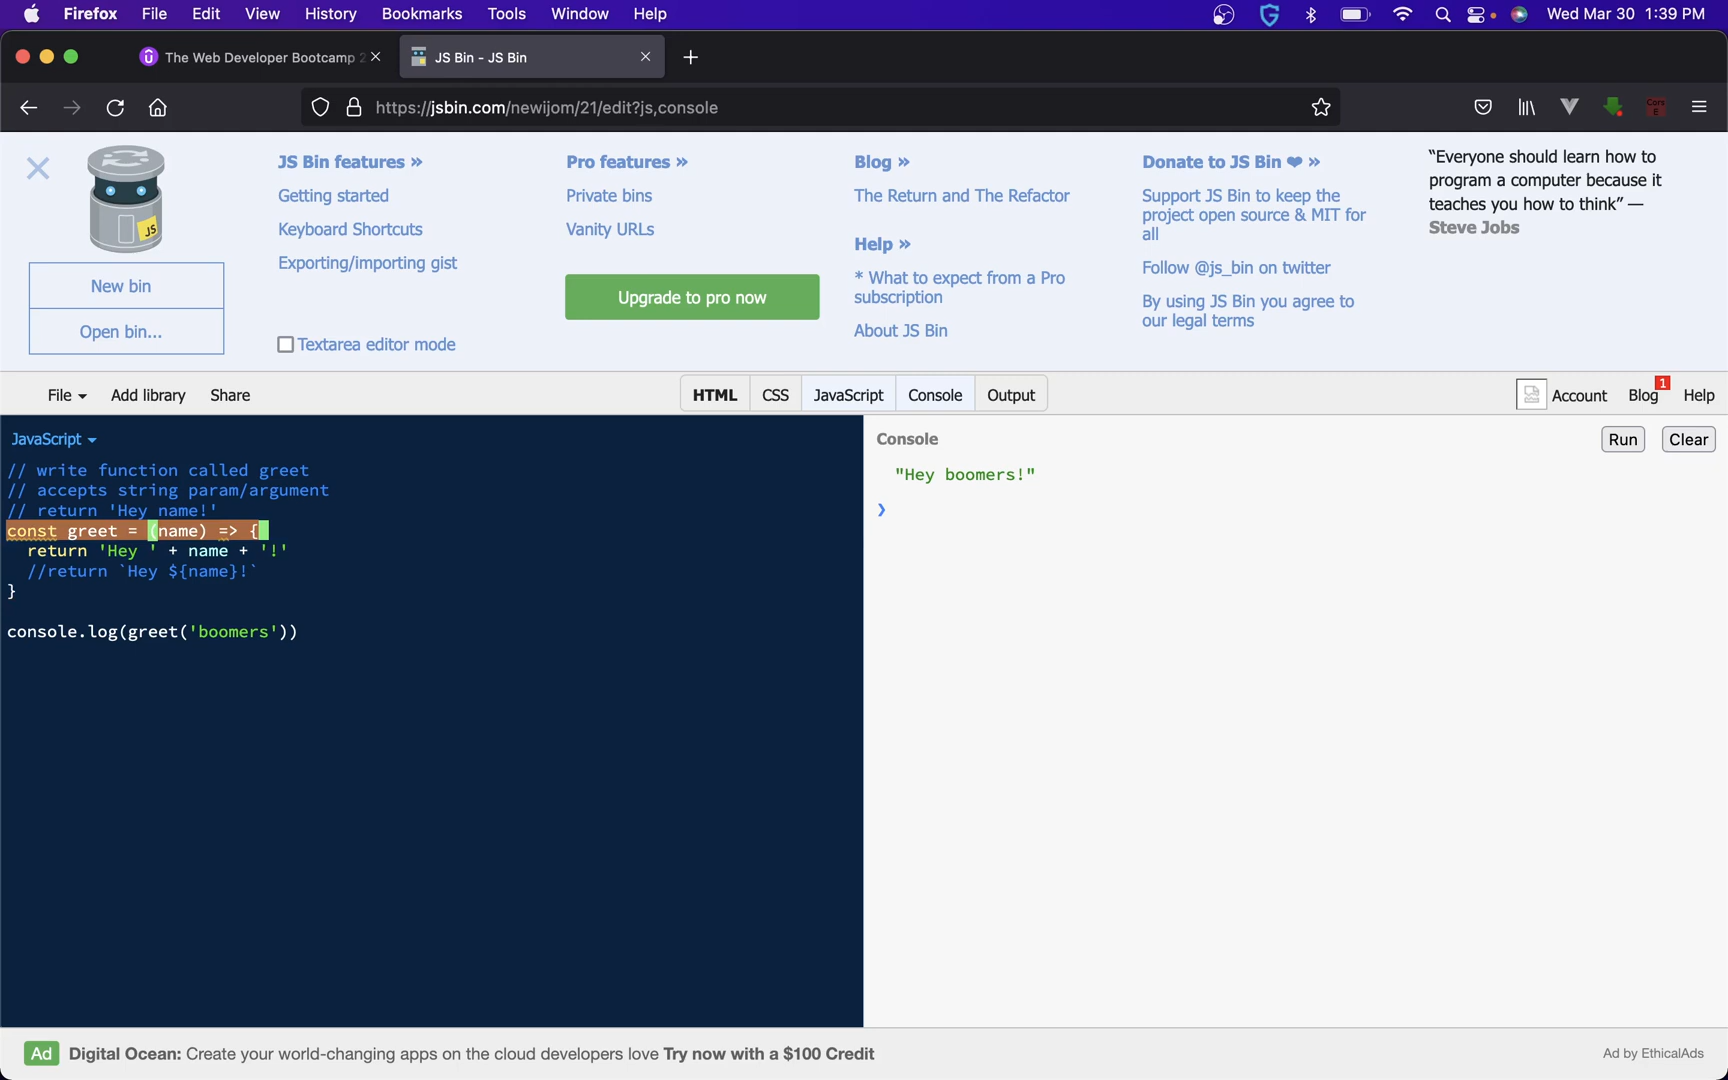 Firefox File Edit View History Bookmarks Tools Window Help Wed Mar 30 1:39 PM
The Web Developer Bootcamp 2
JS Bin - JS Bin
https://jsbin.com/newijom/21/edit?js,console
JS
New bin
Open bin...
JS Bin features »
Getting started
Keyboard Shortcuts
Exporting/importing gist
Textarea editor mode
Pro features »
Private bins
Vanity URLs
Upgrade to pro now
Blog »
The Return and The Refactor
Help »
* What to expect from a Pro
subscription
About JS Bin
Donate to JS Bin ❤ »
Support JS Bin to keep the
project open source & MIT for
all
Follow @js_bin on twitter
By using JS Bin you agree to
our legal terms
“Everyone should learn how to
program a computer because it
teaches you how to think” —
Steve Jobs
File Add library Share HTML CSS JavaScript Console Output Account Blog 1 Help
JavaScript
// write function called greet
// accepts string param/argument
// return 'Hey name!'
const greet = (name) => {
return 'Hey ' + name + '!'
//return `Hey ${name}!`
}
console.log(greet('boomers'))
Console Run Clear
"Hey boomers!"
Ad Digital Ocean: Create your world-changing apps on the cloud developers love Try now with a $100 Credit
Ad by EthicalAds